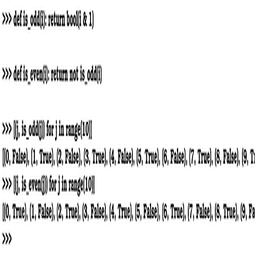 >>> def is_odd(i): return bool(i & 1)
>>> def is_even(i): return not is_odd(i)
>>> [(j, is_odd(j)) for j in range(10)]
[(0, False), (1, True), (2, False), (3, True), (4, False), (5, True), (6, False), (7, True), (8, False), (9, T
>>> [(j, is_even(j)) for j in range(10)]
[(0, True), (1, False), (2, True), (3, False), (4, True), (5, False), (6, True), (7, False), (8, True), (9, Fa
>>>